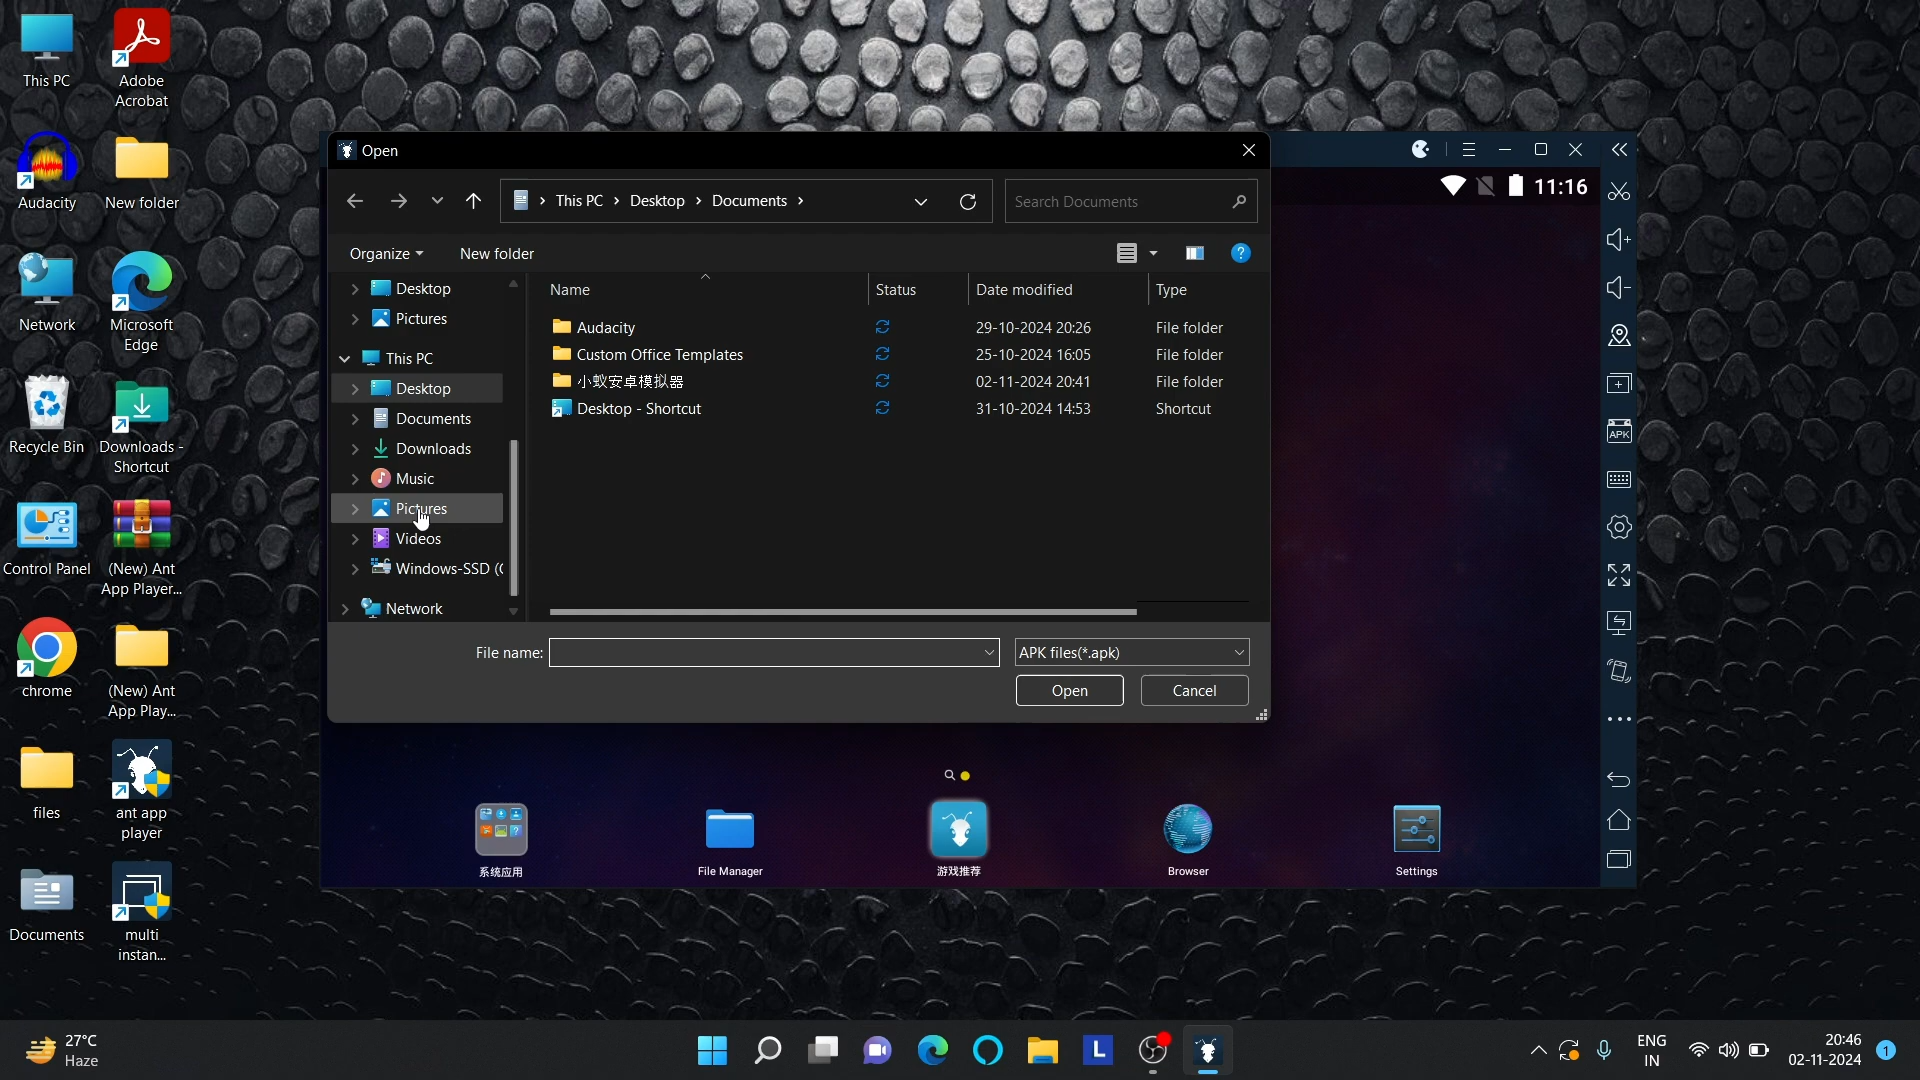 This PC
Adobe
Acrobat
Audacity
New folder
Network
Microsoft
Edge
Recycle Bin
Downloads -
Shortcut
Control Panel
(New) Ant
App Player...
chrome
(New) Ant
App Play...
files
ant app
player
Documents
multi
instan...
Open
This PC > Desktop > Documents >
Search Documents
Organize
New folder
Desktop
Pictures
This PC
Desktop
Documents
Downloads
Music
Pictures
Videos
Windows-SSD (
Network
Name Status Date modified Type
Audacity 29-10-2024 20:26 File folder
Custom Office Templates 25-10-2024 16:05 File folder
小蚁安卓模拟器 02-11-2024 20:41 File folder
Desktop - Shortcut 31-10-2024 14:53 Shortcut
File name:
APK files(*.apk)
Open
Cancel
11:16
APK
系统应用
File Manager
游戏推荐
Browser
Settings
27°C
Haze
L
ENG
IN
20:46
02-11-2024
1